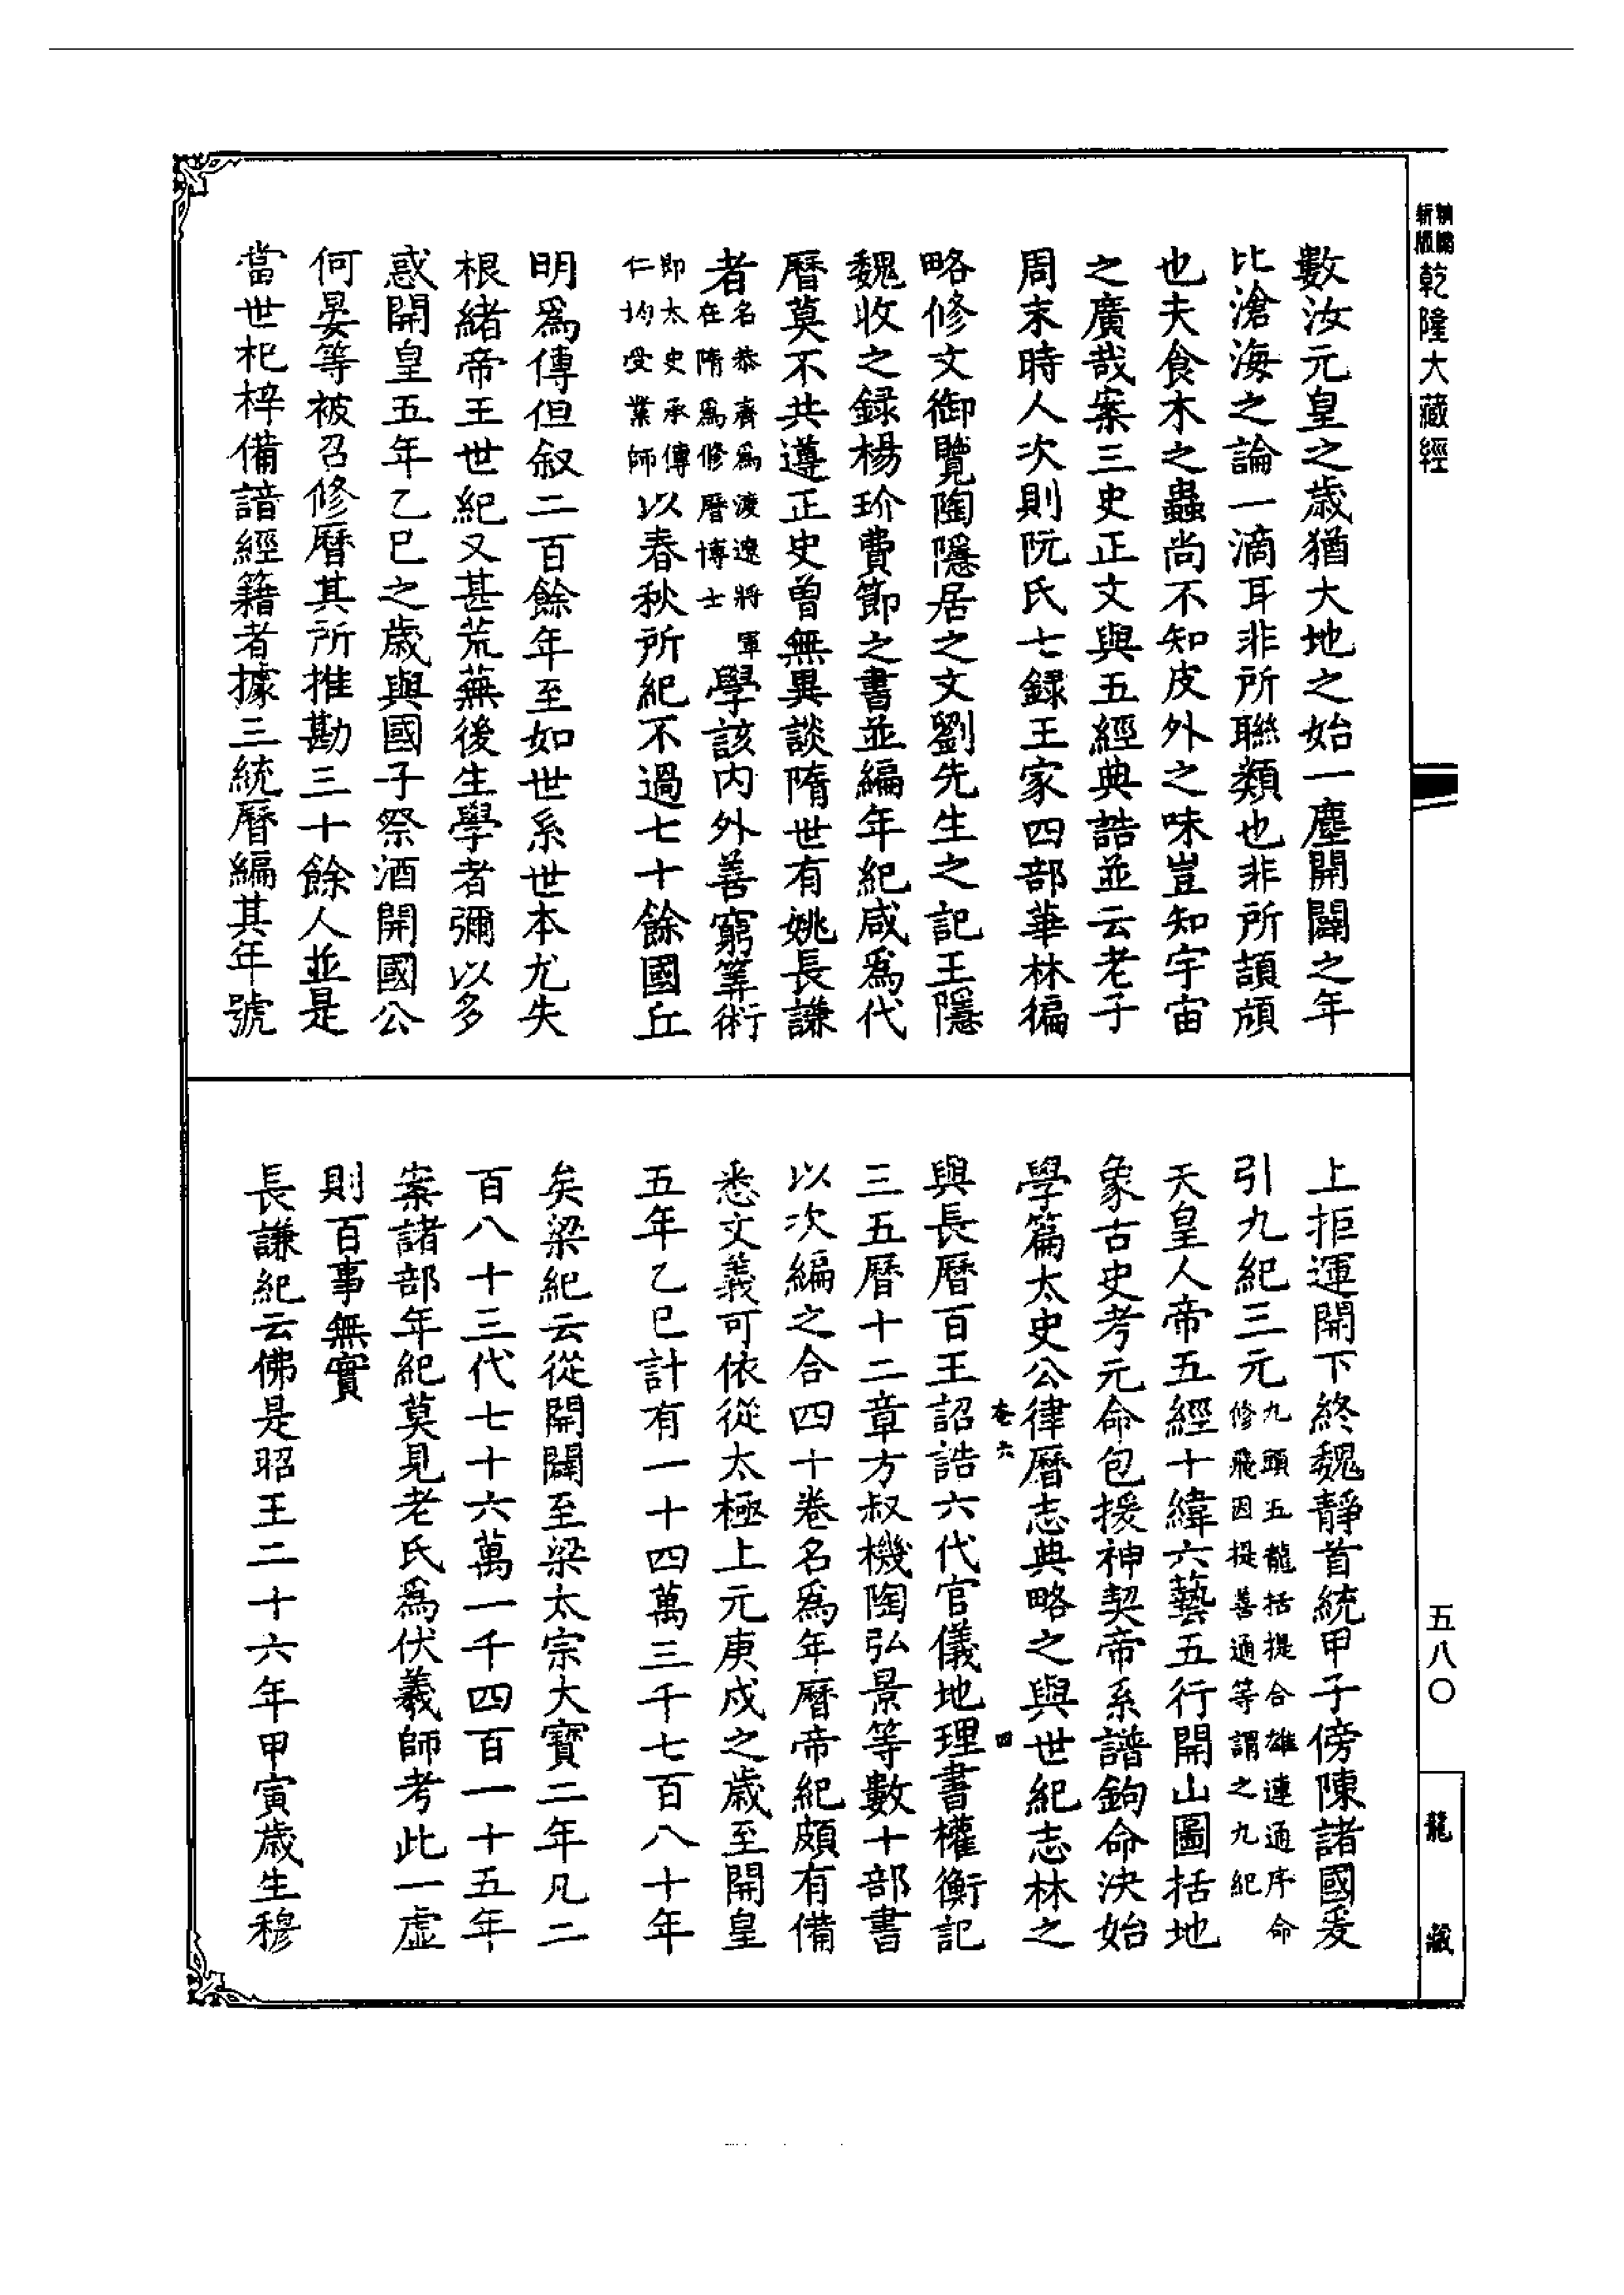 新版乾隆大藏經
數汝元皇之歲猶大地之始一塵開闢之年
比滄海之論一滴耳非所聯類也非所頡頏
也夫食木之蟲尚不知皮外之味豈知宇宙
之廣哉案三史正文與五經典誥並云老子
周末時人次則阮氏七錄王家四部華林徧
略修文御覽陶隱居之文劉先生之記王隱
魏收之録楊玠費節之書並編年紀咸爲代
曆莫不共遵正史曾無異談隋世有姚長謙
者名恭齊爲渡遼將軍在隋爲修曆博士學該內外善窮筭術
即太史承傳仁均受業師以春秋所紀不過七十餘國丘
明爲傳但叙二百餘年至如世系世本尤失
根緒帝王世紀又甚荒蕪後生學者彌以多
惑開皇五年乙巳之歲與國子祭酒開國公
何晏等被召修曆其所推勘三十餘人並是
當世杞梓備諳經籍者據三統曆編其年號
上拒運開下終魏靜首統甲子傍陳諸國爰
引九紀三元九頭五龍括提合雄連通序命修飛因提善通等謂之九紀
天皇人帝五經十緯六藝五行開山圖括地
象古史考元命包援神契帝系譜鉤命決始
學篇太史公律曆志典略之與世紀志林之
卷六 四
與長曆百王詔誥六代官儀地理書權衡記
三五曆十二章方叔機陶弘景等數十部書
以次編之合四十卷名爲年曆帝紀頗有備
悉文義可依從太極上元庚戌之歲至開皇
五年乙巳計有一十四萬三千七百八十年
矣梁紀云從開闢至梁太宗大寶二年凡二
百八十三代七十六萬一千四百一十五年
案諸部年紀莫見老氏爲伏羲師考此一虛
則百事無實
長謙紀云佛是昭王二十六年甲寅歲生穆
五八〇
龍藏